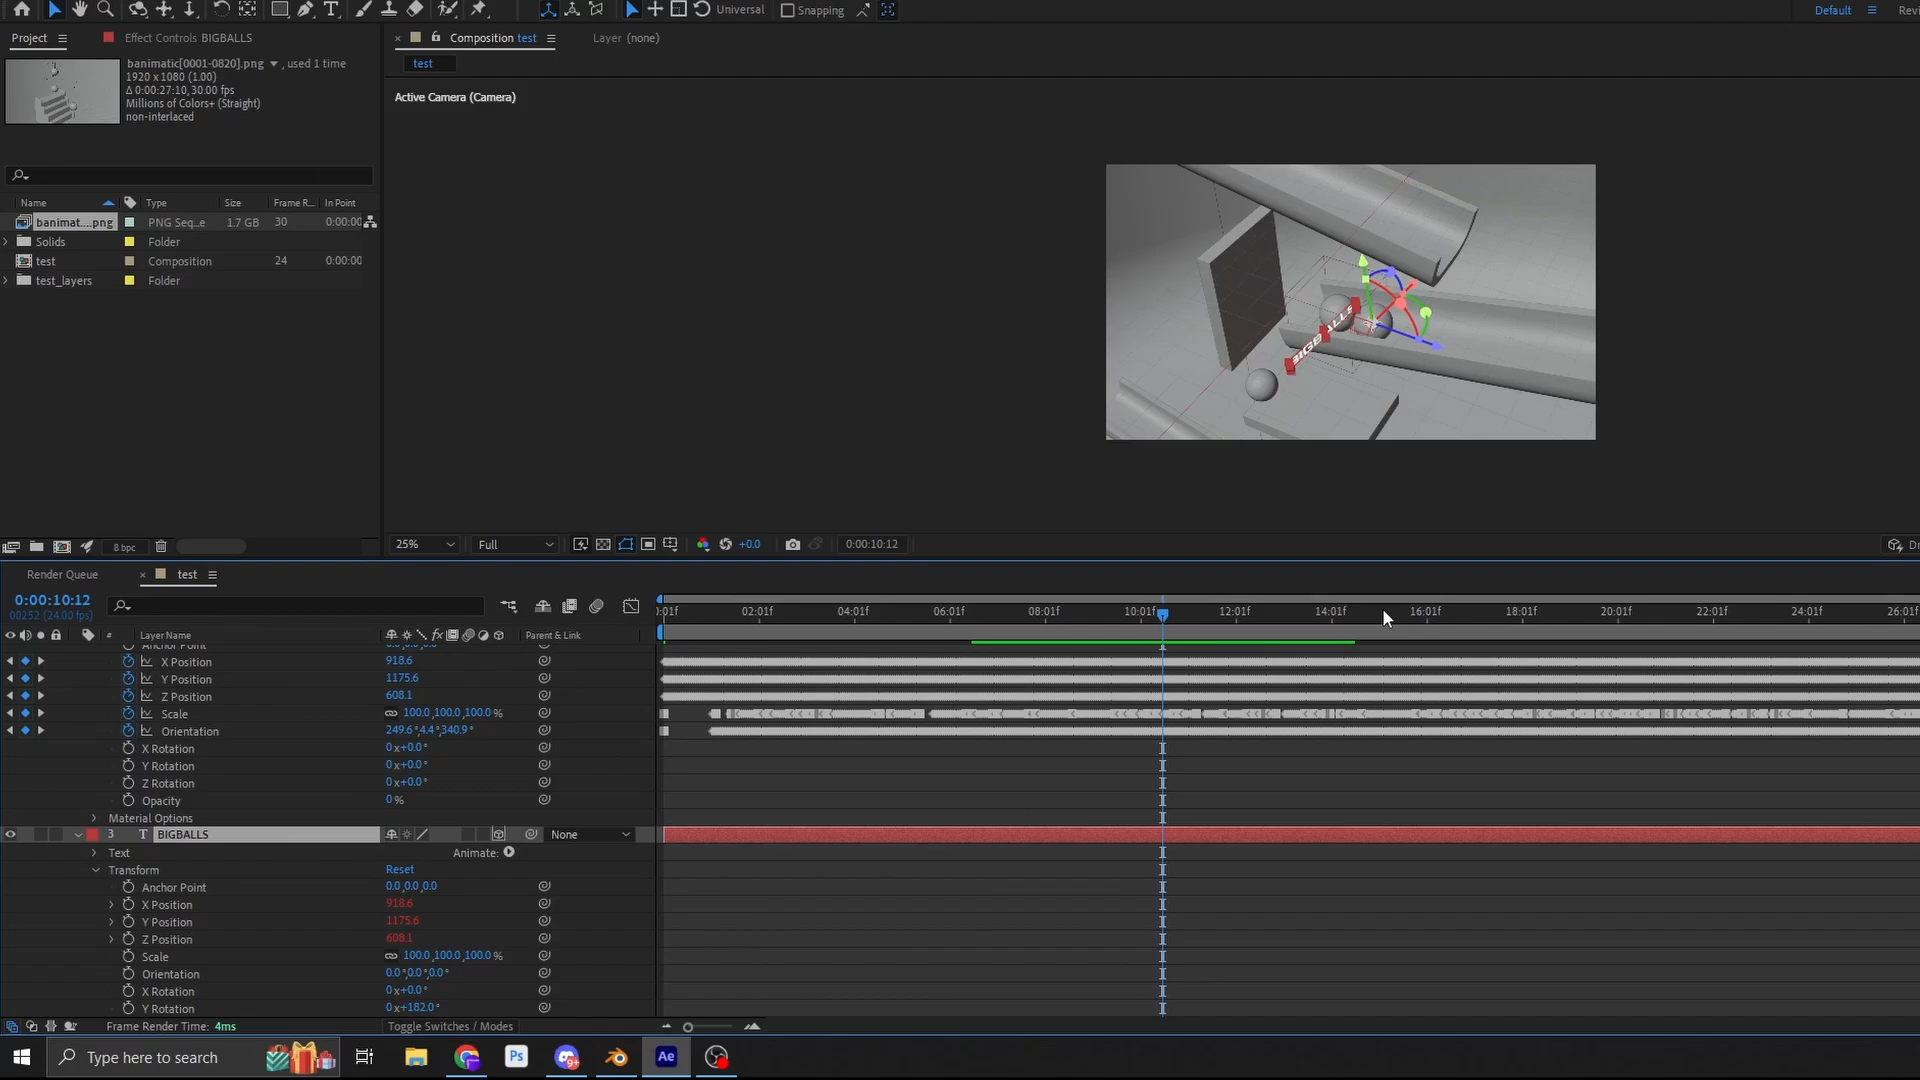 Universal
Snapping
Default
Revi
Project
Effect Controls BIGBALLS
Composition test
Layer (none)
test
banimatic[0001-0820].png , used 1 time
1920 x 1080 (1.00)
Δ 0:00:27:10, 30.00 fps
Millions of Colors+ (Straight)
non-interlaced
Active Camera (Camera)
Name Type Size Frame R... In Point
banimat....png PNG Seq...e 1.7 GB 30 0:00:00
Solids Folder
test Composition 24 0:00:00
test_layers Folder
BIGBALLS
8 bpc
25% Full +0.0 0:00:10:12
Render Queue
test
0:00:10:12
00252 (24.00 fps)
0:01f 02:01f 04:01f 06:01f 08:01f 10:01f 12:01f 14:01f 16:01f 18:01f 20:01f 22:01f 24:01f 26:01f
# Layer Name Parent & Link
Anchor Point
X Position 918.6
Y Position 1175.6
Z Position 608.1
Scale 100.0,100.0,100.0 %
Orientation 249.6°,4.4°,340.9°
X Rotation 0x+0.0°
Y Rotation 0x+0.0°
Z Rotation 0x+0.0°
Opacity 0 %
Material Options
3 T BIGBALLS None
Text Animate:
Transform Reset
Anchor Point 0.0,0.0,0.0
X Position 918.6
Y Position 1175.6
Z Position 608.1
Scale 100.0,100.0,100.0 %
Orientation 0.0°,0.0°,0.0°
X Rotation 0x+0.0°
Y Rotation 0x+182.0°
Frame Render Time: 4ms
Toggle Switches / Modes
Type here to search
Ps
9+
Ae